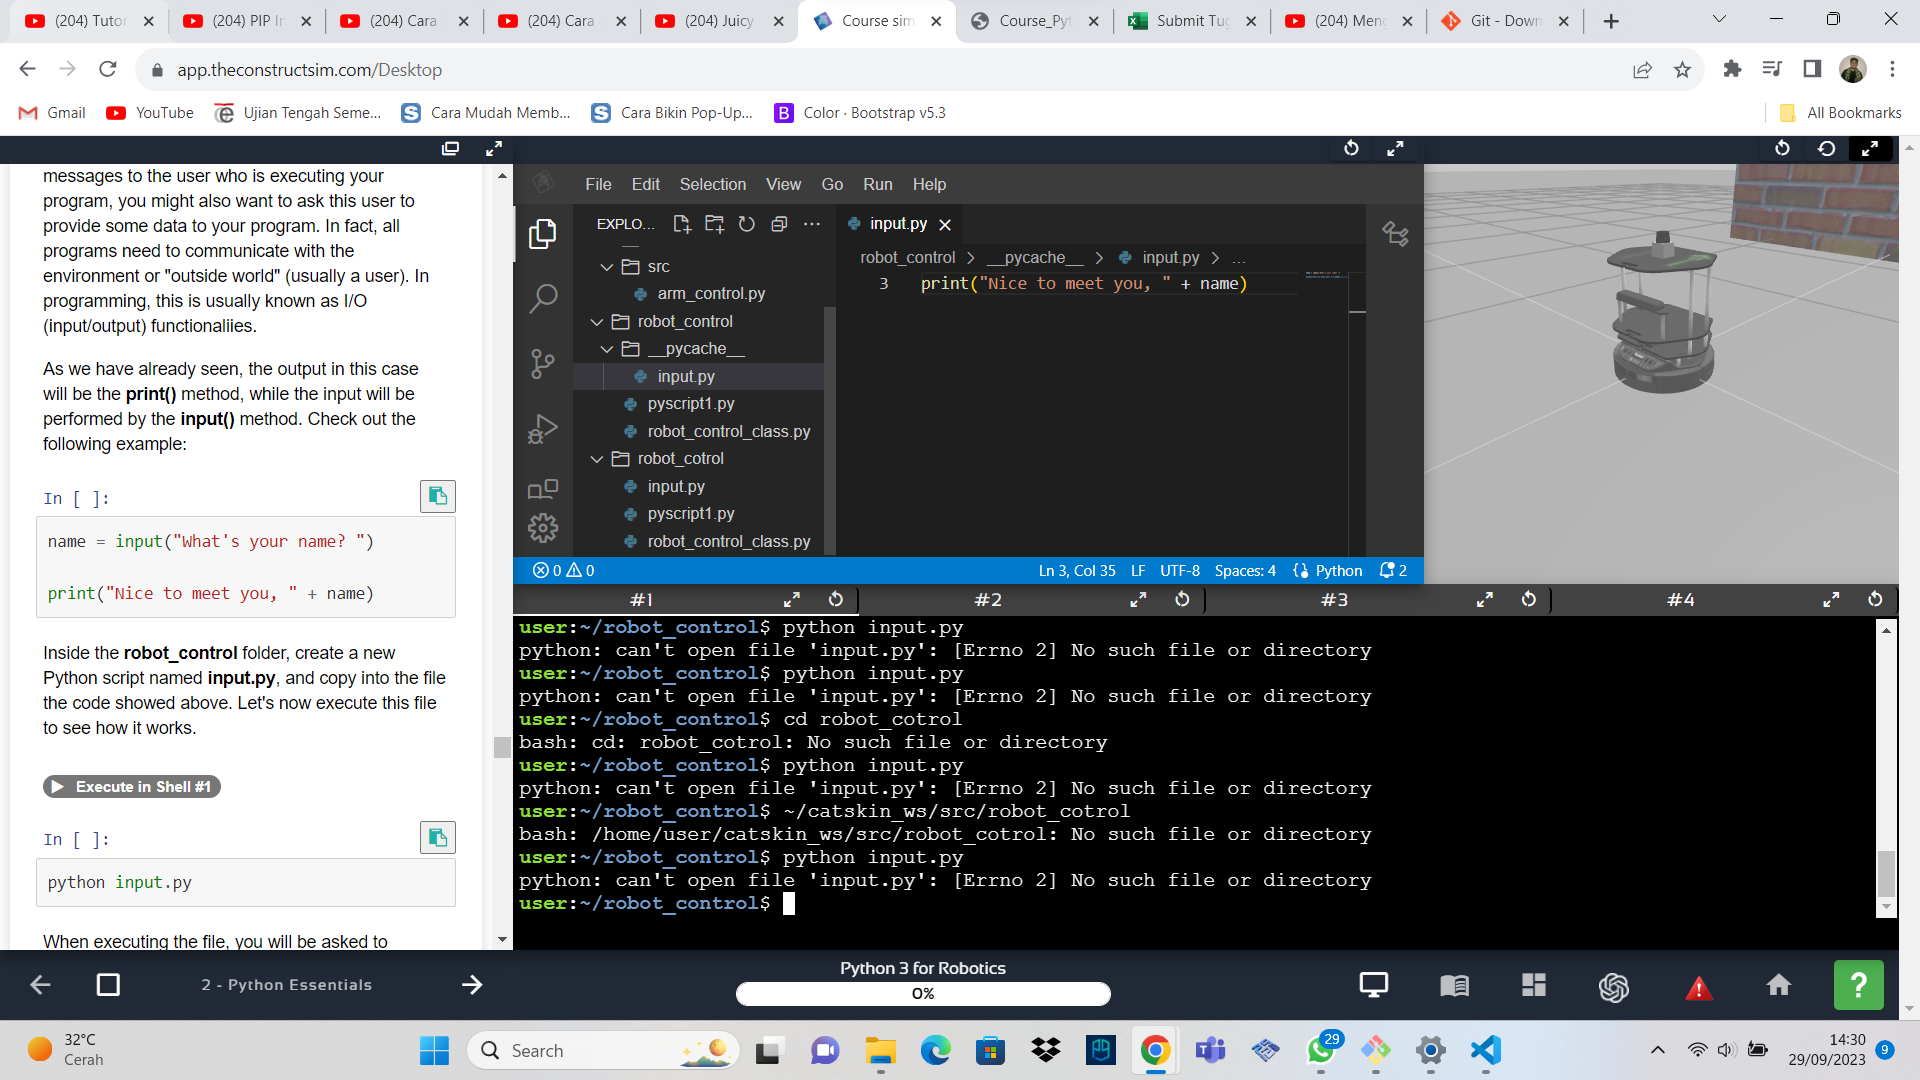 (204) Tutor
(204) PIP In
(204) Cara
(204) Cara
(204) Juicy
Course sim
Course_Pyt
Submit Tug
(204) Meng
Git - Down
app.theconstructsim.com/Desktop
Gmail
YouTube
Ujian Tengah Seme...
Cara Mudah Memb...
Cara Bikin Pop-Up...
Color · Bootstrap v5.3
All Bookmarks
messages to the user who is executing your
program, you might also want to ask this user to
provide some data to your program. In fact, all
programs need to communicate with the
environment or "outside world" (usually a user). In
programming, this is usually known as I/O
(input/output) functionaliies.
As we have already seen, the output in this case
will be the print() method, while the input will be
performed by the input() method. Check out the
following example:
In [ ]:
name = input("What's your name? ")
print("Nice to meet you, " + name)
Inside the robot_control folder, create a new
Python script named input.py, and copy into the file
the code showed above. Let's now execute this file
to see how it works.
Execute in Shell #1
In [ ]:
python input.py
When executing the file, you will be asked to
File Edit Selection View Go Run Help
EXPLO...
src
arm_control.py
robot_control
__pycache__
input.py
pyscript1.py
robot_control_class.py
robot_cotrol
input.py
pyscript1.py
robot_control_class.py
input.py
robot_control > __pycache__ > input.py > ...
3 print("Nice to meet you, " + name)
0 0
Ln 3, Col 35 LF UTF-8 Spaces: 4 Python 2
#1
#2
#3
#4
user:~/robot_control$ python input.py
python: can't open file 'input.py': [Errno 2] No such file or directory
user:~/robot_control$ python input.py
python: can't open file 'input.py': [Errno 2] No such file or directory
user:~/robot_control$ cd robot_cotrol
bash: cd: robot_cotrol: No such file or directory
user:~/robot_control$ python input.py
python: can't open file 'input.py': [Errno 2] No such file or directory
user:~/robot_control$ ~/catskin_ws/src/robot_cotrol
bash: /home/user/catskin_ws/src/robot_cotrol: No such file or directory
user:~/robot_control$ python input.py
python: can't open file 'input.py': [Errno 2] No such file or directory
user:~/robot_control$
2 - Python Essentials
Python 3 for Robotics
0%
?
32°C
Cerah
Search
29
14:30
29/09/2023
9